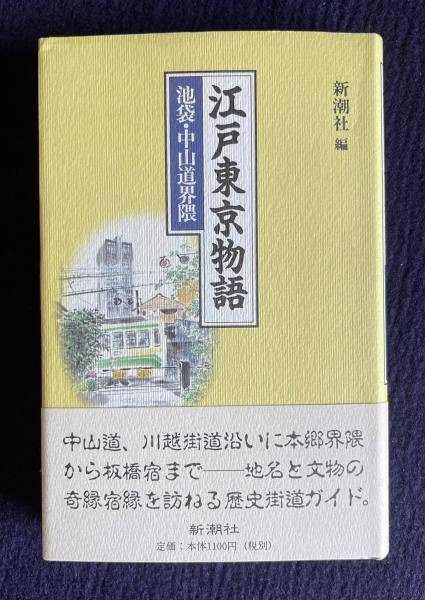 新潮社 編
江戸東京物語
池袋・中山道界隈
中山道、川越街道沿いに本郷界隈
から板橋宿まで――地名と文物の
奇縁宿縁を訪ねる歴史街道ガイド。
新潮社
定価:本体1100円(税別)